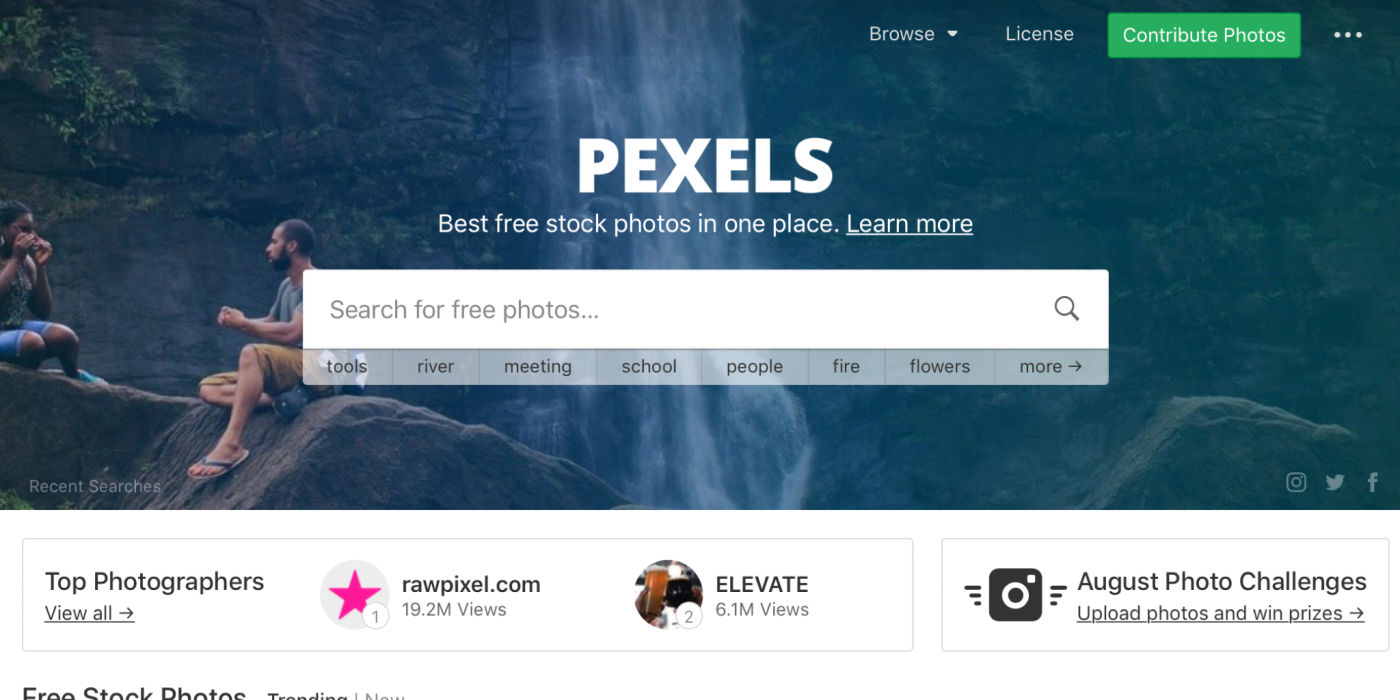 Browse License Contribute Photos
PEXELS
Best free stock photos in one place. Learn more
Search for free photos...
tools river meeting school people fire flowers more →
Recent Searches
Top Photographers
View all →
1
rawpixel.com
19.2M Views
2
ELEVATE
6.1M Views
August Photo Challenges
Upload photos and win prizes →
Free Stock Photos Trending | New